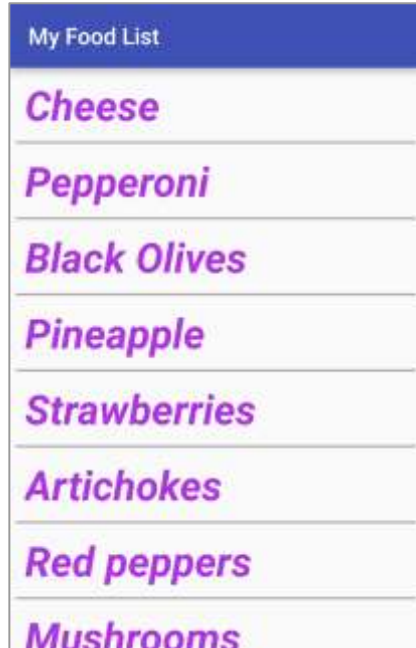 My Food List
Cheese
Pepperoni
Black Olives
Pineapple
Strawberries
Artichokes
Red peppers
Mushrooms